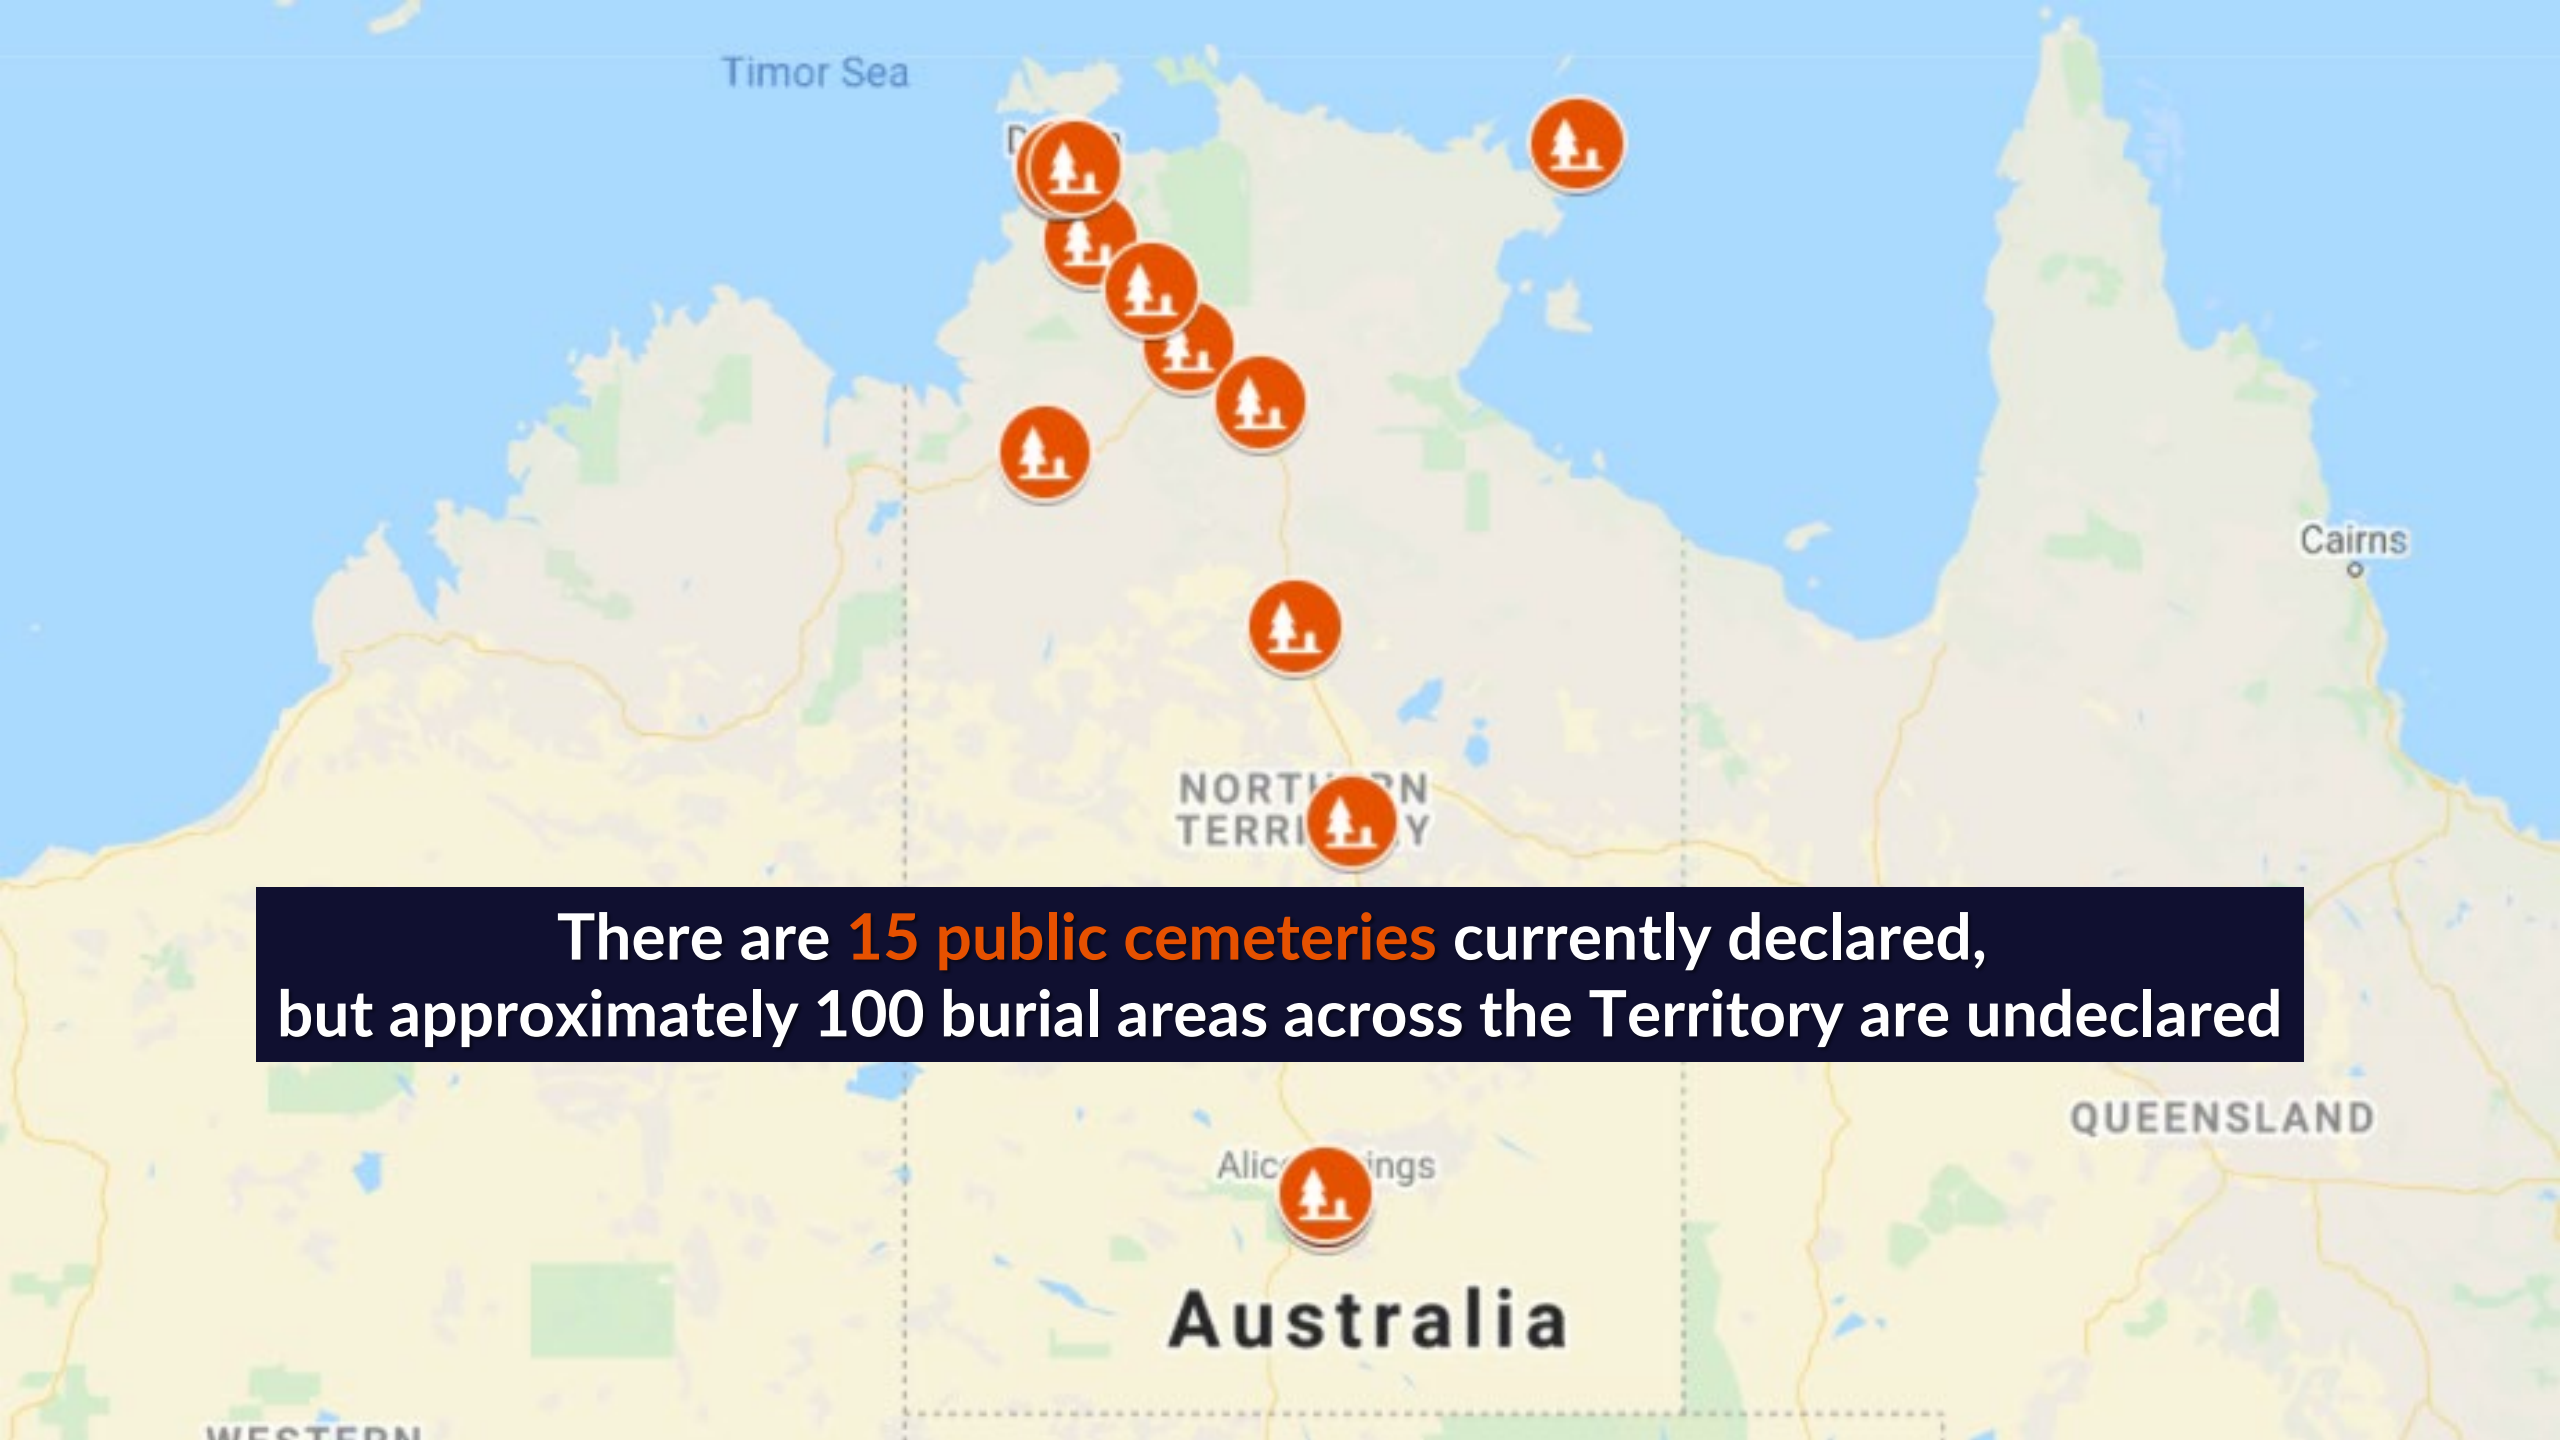 Timor Sea
Cairns
There are 15 public cemeteries currently declared,
but approximately 100 burial areas across the Territory are undeclared
QUEENSLAND
Australia